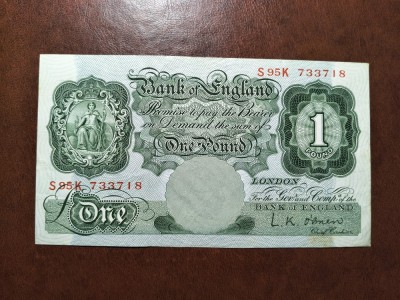 S95K 733718
Bank of England
Promise to pay the Bearer
on Demand the sum of
One Pound
1
POUND
LONDON
For the Govr. and Compa. of the
BANK OF ENGLAND
L.K. O'Brien
Chief Cashier
S95K 733718
£ONE